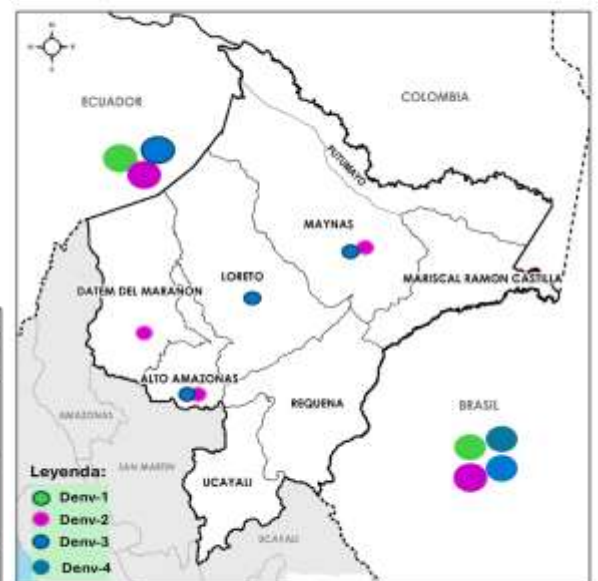 N
ECUADOR
COLOMBIA
PUTUMAYO
MAYNAS
LORETO
MARISCAL RAMON CASTILLA
DATEM DEL MARAÑON
ALTO AMAZONAS
REQUENA
BRASIL
AMAZONAS
SAN MARTIN
UCAYALI
UCAYALI
Leyenda:
Denv-1
Denv-2
Denv-3
Denv-4